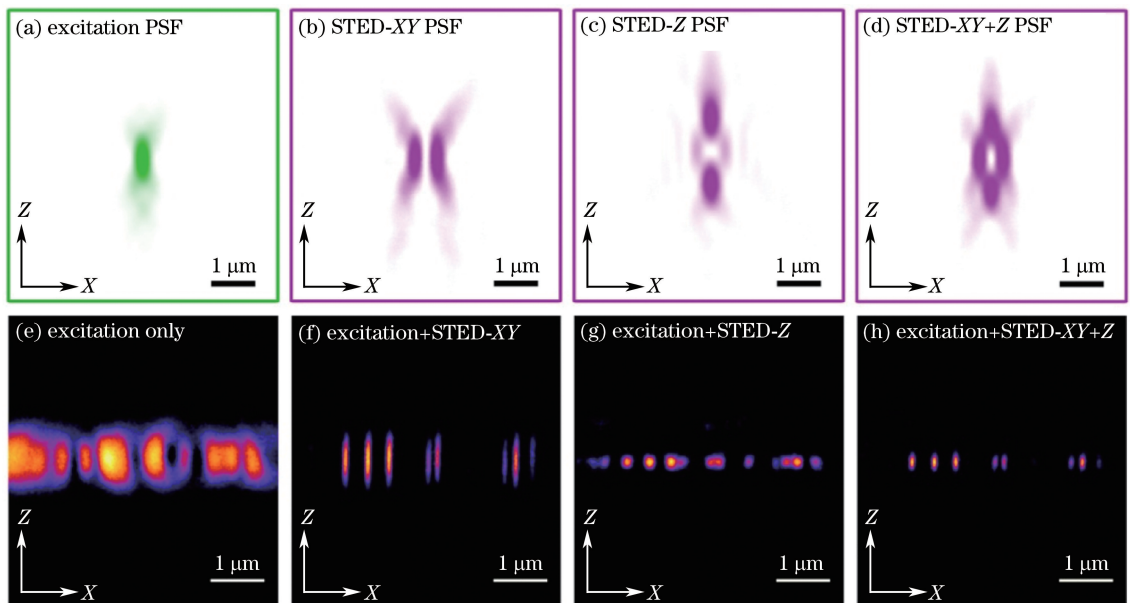 (a) excitation PSF
Z
X
1 μm
(b) STED-XY PSF
Z
X
1 μm
(c) STED-Z PSF
Z
X
1 μm
(d) STED-XY+Z PSF
Z
X
1 μm
(e) excitation only
Z
X
1 μm
(f) excitation+STED-XY
Z
X
1 μm
(g) excitation+STED-Z
Z
X
1 μm
(h) excitation+STED-XY+Z
Z
X
1 μm